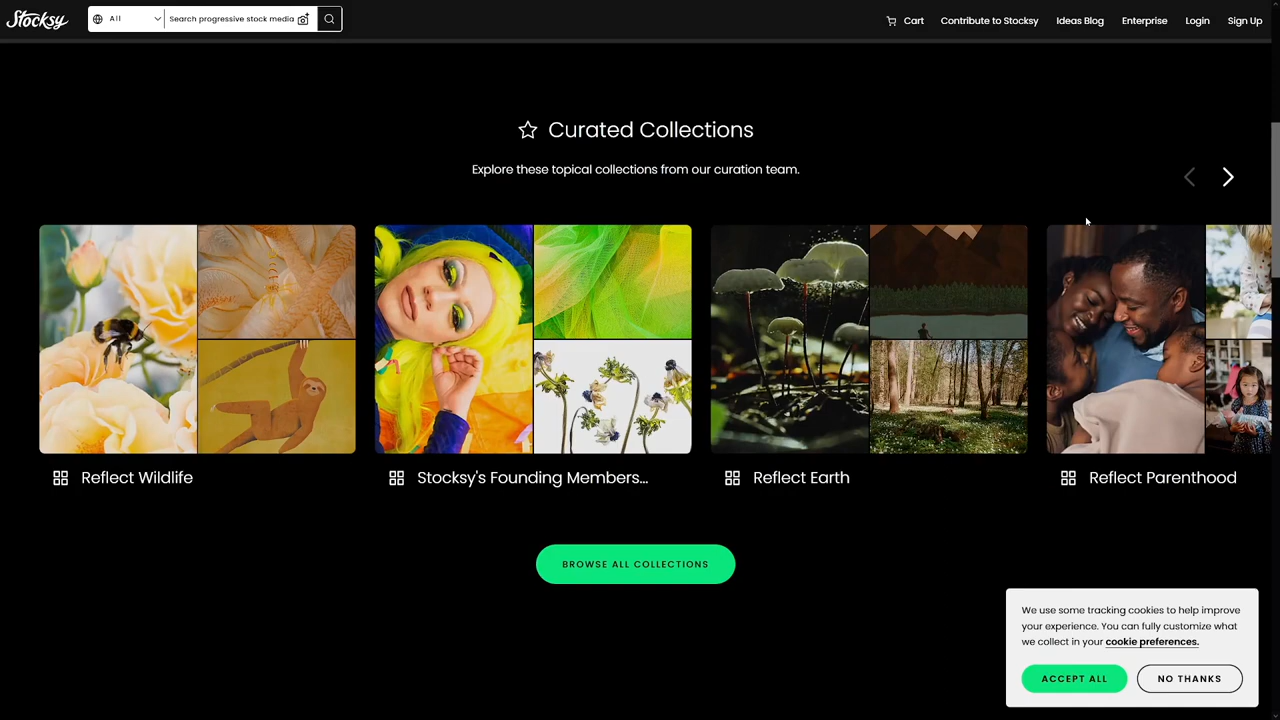 Stocksy
All
Search progressive stock media
Cart
Contribute to Stocksy
Ideas Blog
Enterprise
Login
Sign Up
Curated Collections
Explore these topical collections from our curation team.
Reflect Wildlife
Stocksy's Founding Members...
Reflect Earth
Reflect Parenthood
BROWSE ALL COLLECTIONS
We use some tracking cookies to help improve
your experience. You can fully customize what
we collect in your cookie preferences.
ACCEPT ALL
NO THANKS